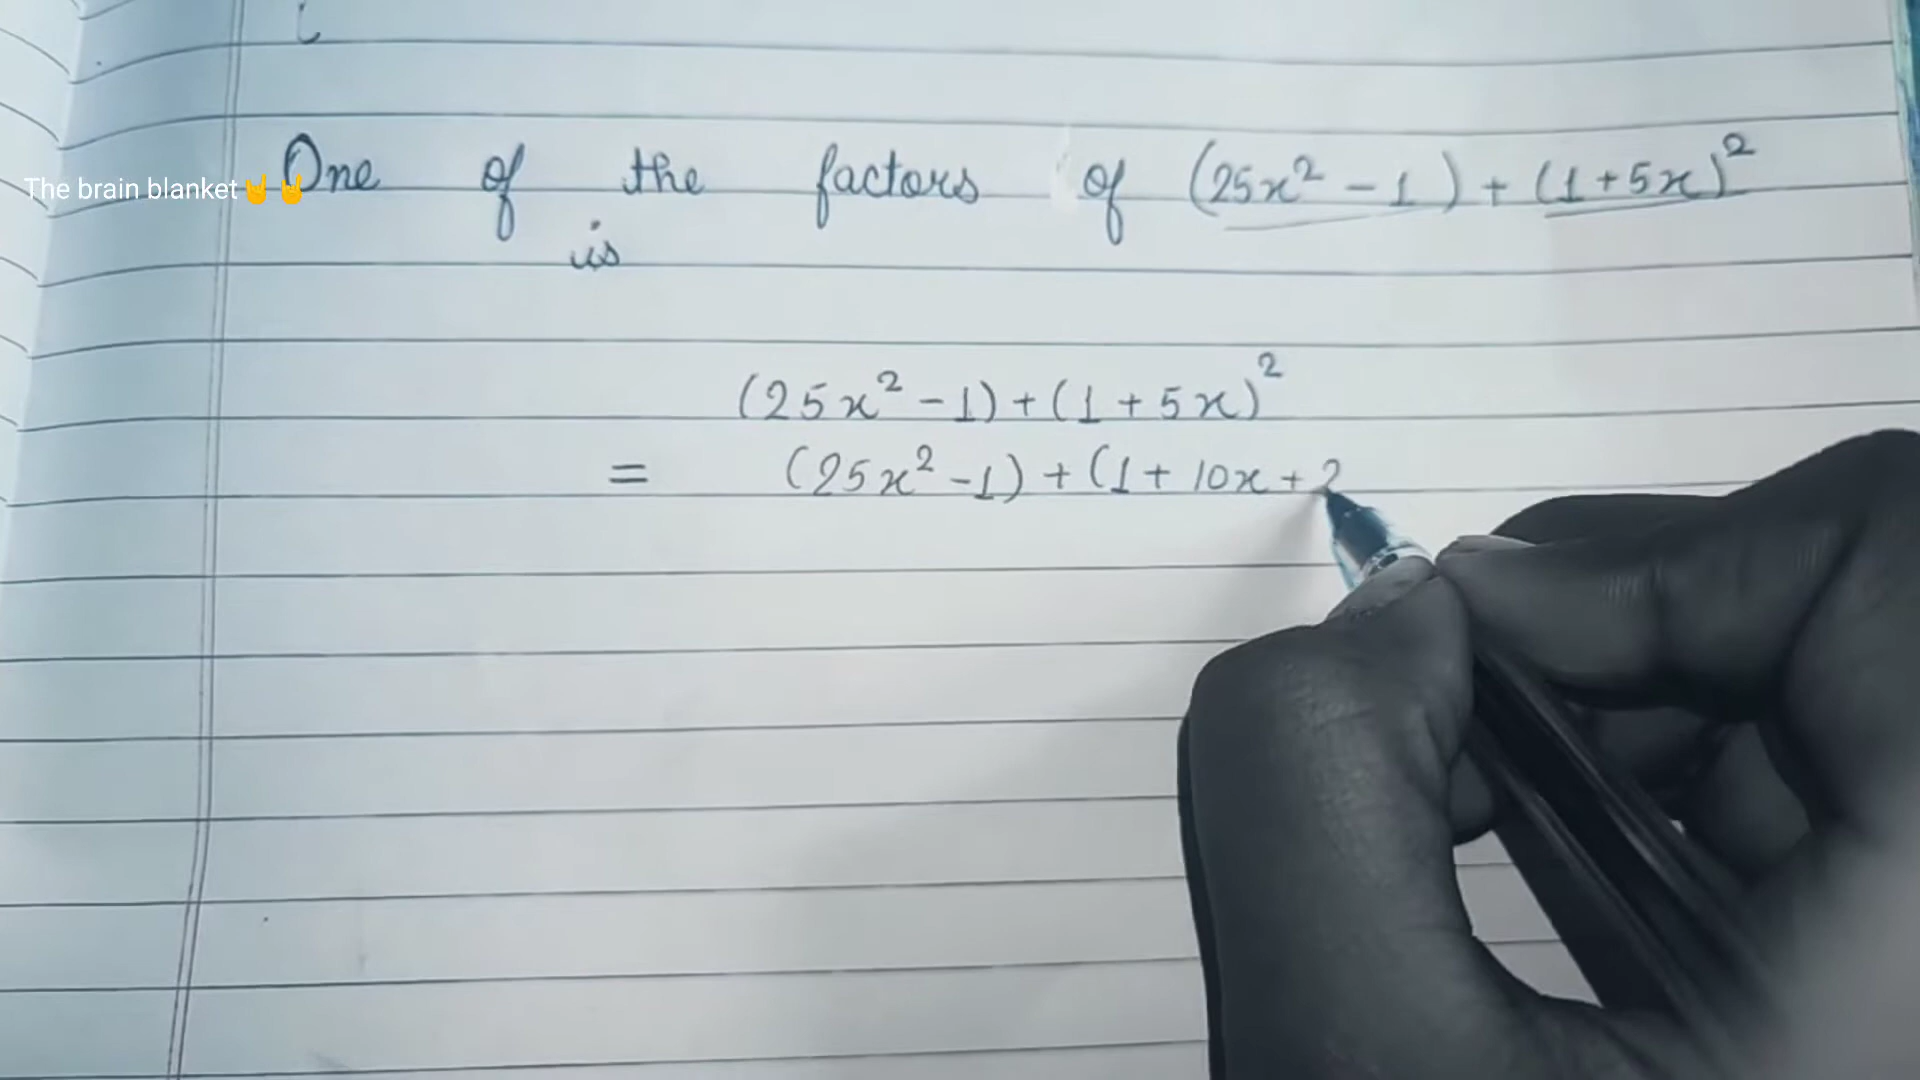 One of the factors of (25x² - 1) + (1 + 5x)²
is
The brain blanket🤘🤘
(25x² - 1) + (1 + 5x)²
= (25x² - 1) + (1 + 10x + 2